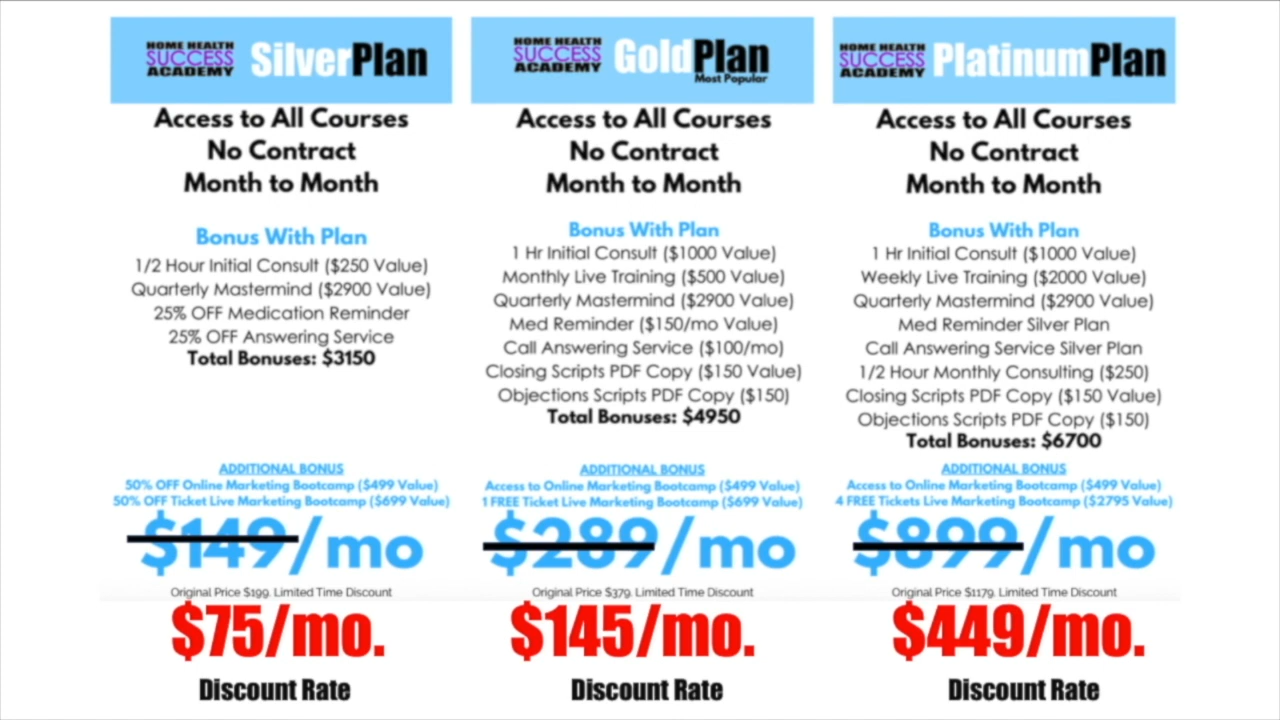 HOME HEALTH
SUCCESS
ACADEMY
SilverPlan
Access to All Courses
No Contract
Month to Month
Bonus With Plan
1/2 Hour Initial Consult ($250 Value)
Quarterly Mastermind ($2900 Value)
25% OFF Medication Reminder
25% OFF Answering Service
Total Bonuses: $3150
ADDITIONAL BONUS
50% OFF Online Marketing Bootcamp ($499 Value)
50% OFF Ticket Live Marketing Bootcamp ($699 Value)
$149/mo
Original Price $199. Limited Time Discount
$75/mo.
Discount Rate
HOME HEALTH
SUCCESS
ACADEMY
GoldPlan
Most Popular
Access to All Courses
No Contract
Month to Month
Bonus With Plan
1 Hr Initial Consult ($1000 Value)
Monthly Live Training ($500 Value)
Quarterly Mastermind ($2900 Value)
Med Reminder ($150/mo Value)
Call Answering Service ($100/mo)
Closing Scripts PDF Copy ($150 Value)
Objections Scripts PDF Copy ($150)
Total Bonuses: $4950
ADDITIONAL BONUS
Access to Online Marketing Bootcamp ($499 Value)
1 FREE Ticket Live Marketing Bootcamp ($699 Value)
$289/mo
Original Price $379. Limited Time Discount
$145/mo.
Discount Rate
HOME HEALTH
SUCCESS
ACADEMY
PlatinumPlan
Access to All Courses
No Contract
Month to Month
Bonus With Plan
1 Hr Initial Consult ($1000 Value)
Weekly Live Training ($2000 Value)
Quarterly Mastermind ($2900 Value)
Med Reminder Silver Plan
Call Answering Service Silver Plan
1/2 Hour Monthly Consulting ($250)
Closing Scripts PDF Copy ($150 Value)
Objections Scripts PDF Copy ($150)
Total Bonuses: $6700
ADDITIONAL BONUS
Access to Online Marketing Bootcamp ($499 Value)
4 FREE Tickets Live Marketing Bootcamp ($2795 Value)
$899/mo
Original Price $1179. Limited Time Discount
$449/mo.
Discount Rate